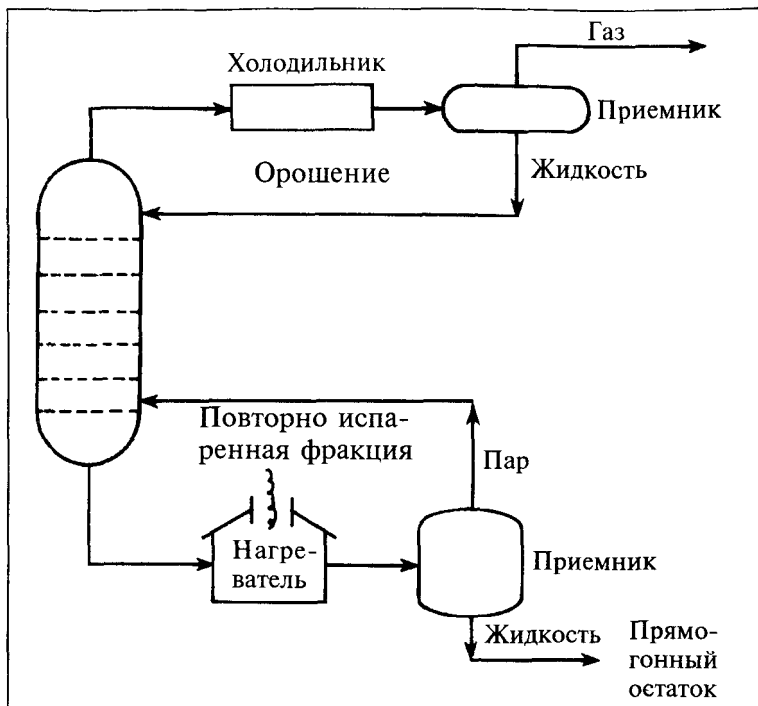 Газ
Холодильник
Приемник
Орошение
Жидкость
Повторно испа-
ренная фракция
Пар
Нагре-
ватель
Приемник
Жидкость
Прямо-
гонный
остаток